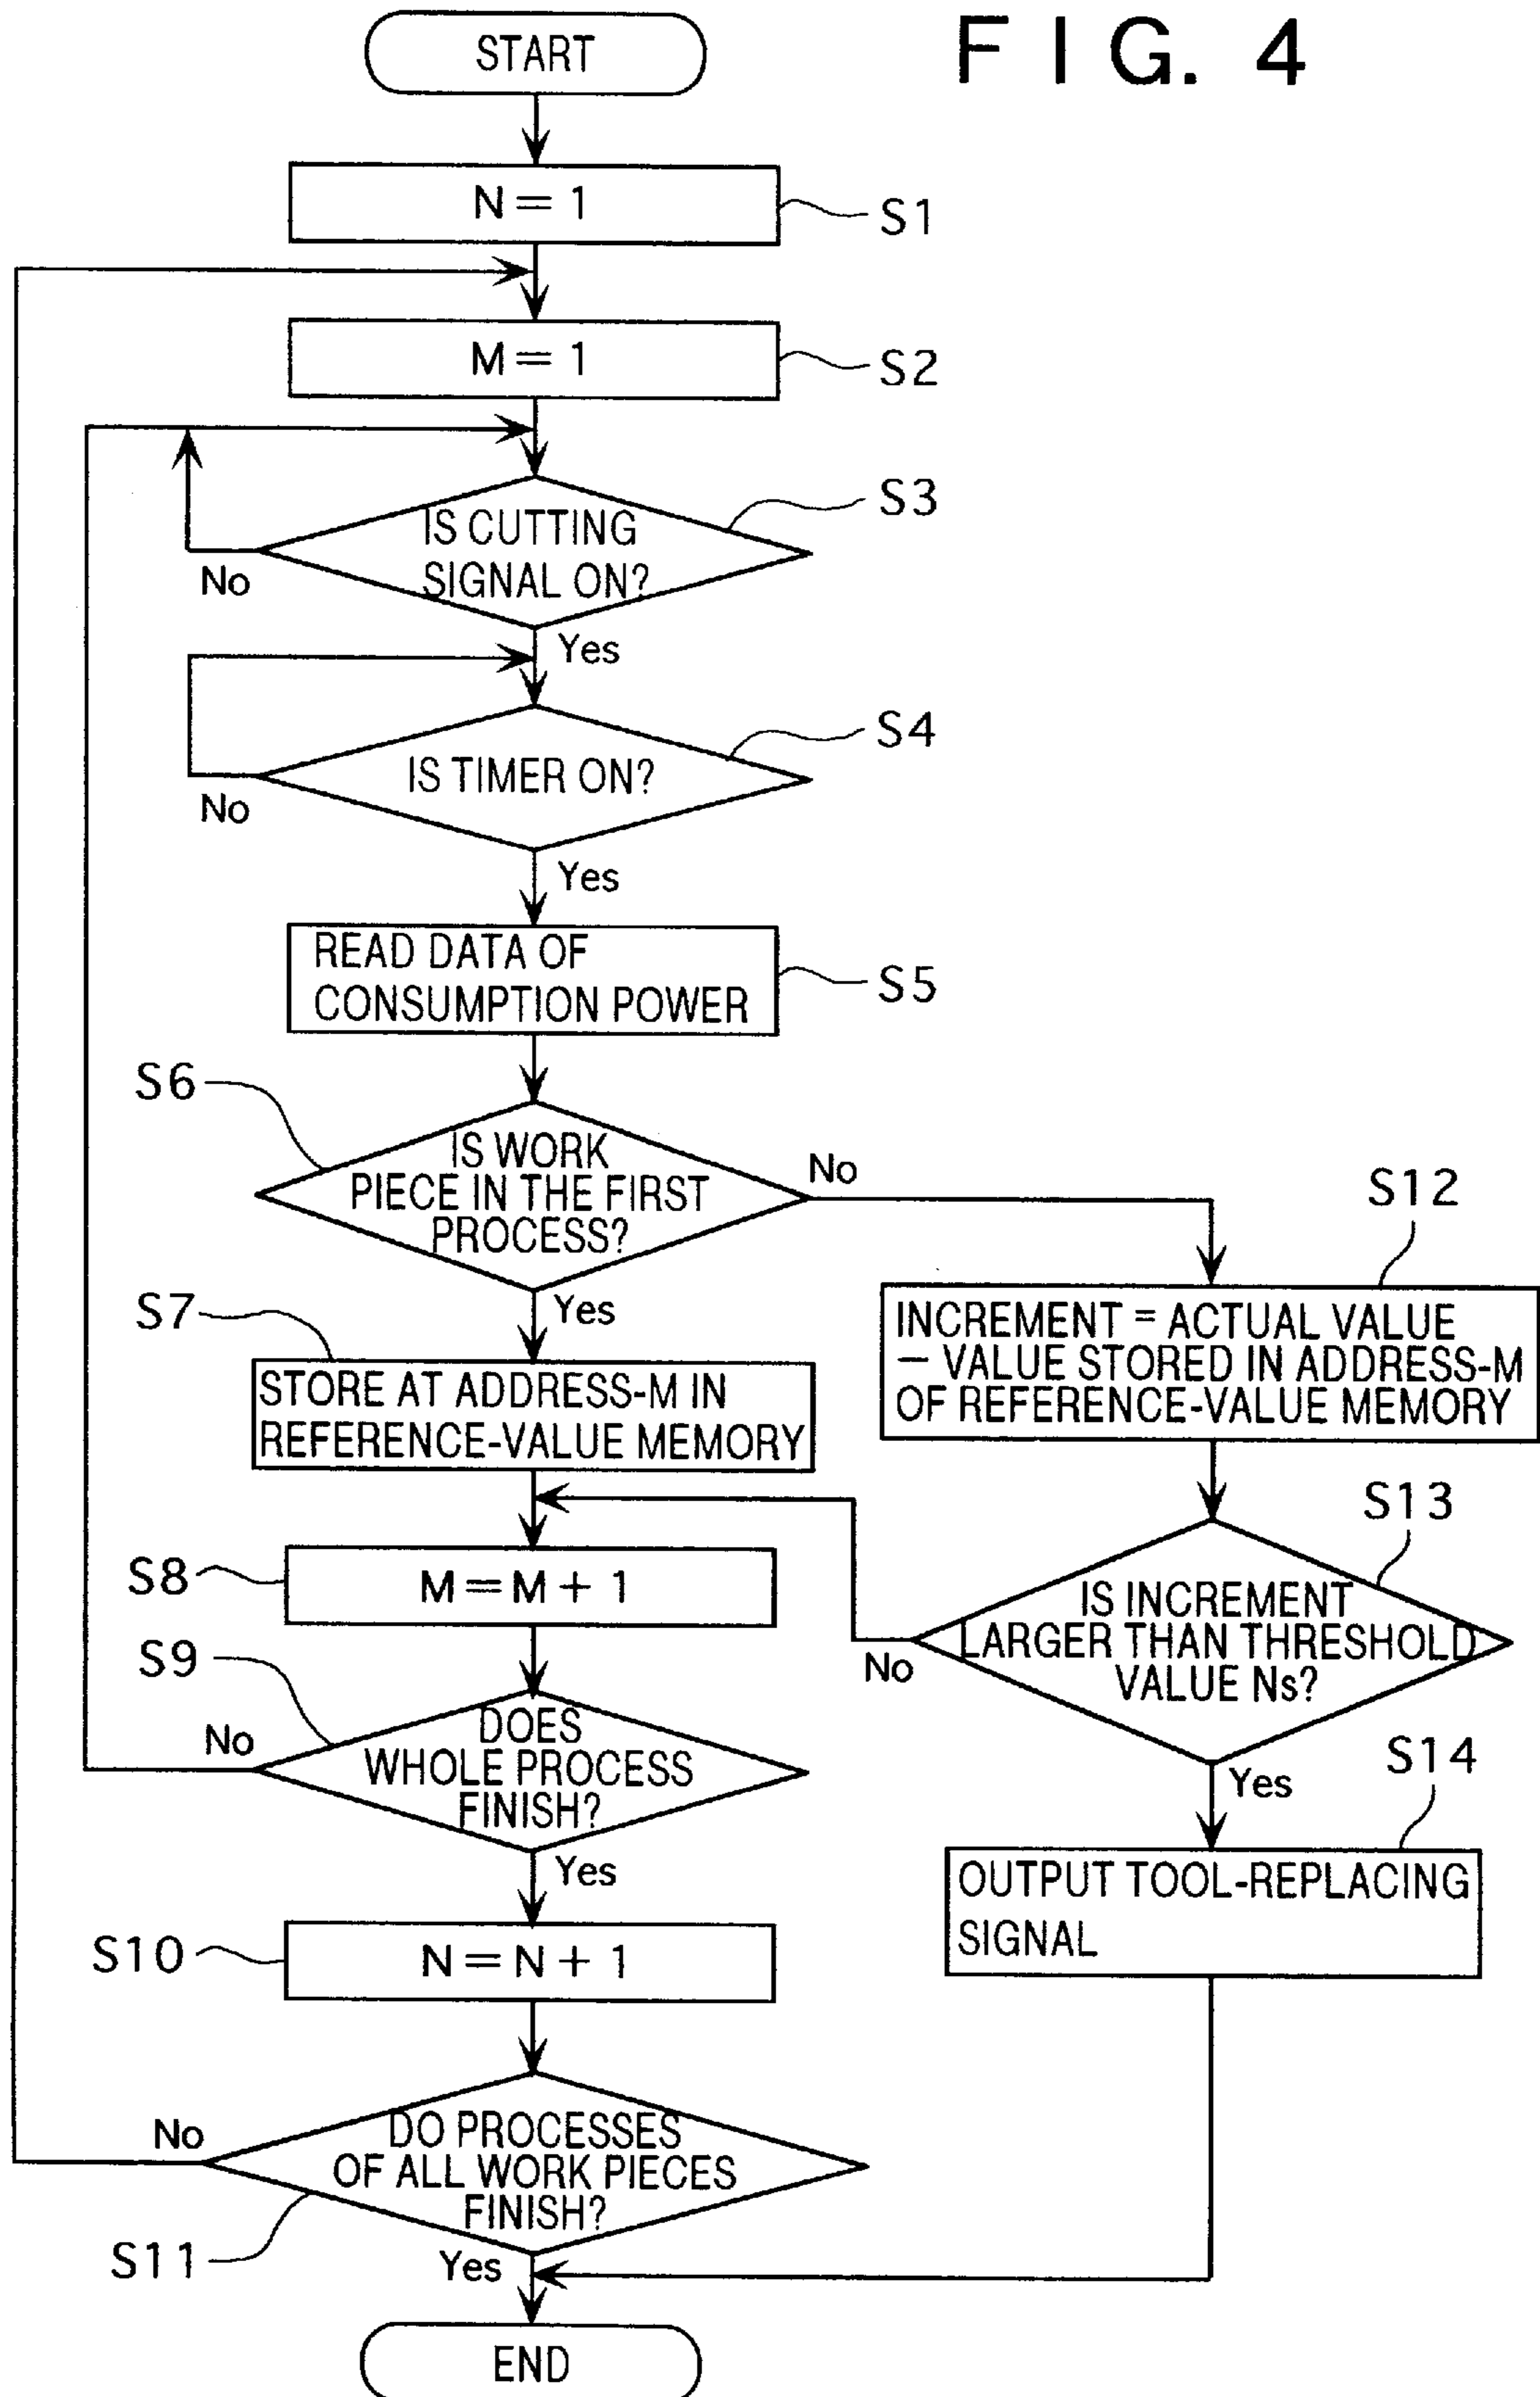 FIG. 4
START
N = 1
S1
M = 1
S2
S3
IS CUTTING
SIGNAL ON?
No
Yes
S4
IS TIMER ON?
No
Yes
READ DATA OF
CONSUMPTION POWER
S5
S6
IS WORK
PIECE IN THE FIRST
PROCESS?
No
Yes
S12
INCREMENT = ACTUAL VALUE
– VALUE STORED IN ADDRESS-M
OF REFERENCE-VALUE MEMORY
S7
STORE AT ADDRESS-M IN
REFERENCE-VALUE MEMORY
S13
IS INCREMENT
LARGER THAN THRESHOLD
VALUE Ns?
No
Yes
S8
M = M + 1
S9
DOES
WHOLE PROCESS
FINISH?
No
Yes
S14
OUTPUT TOOL-REPLACING
SIGNAL
S10
N = N + 1
DO PROCESSES
OF ALL WORK PIECES
FINISH?
No
S11
Yes
END